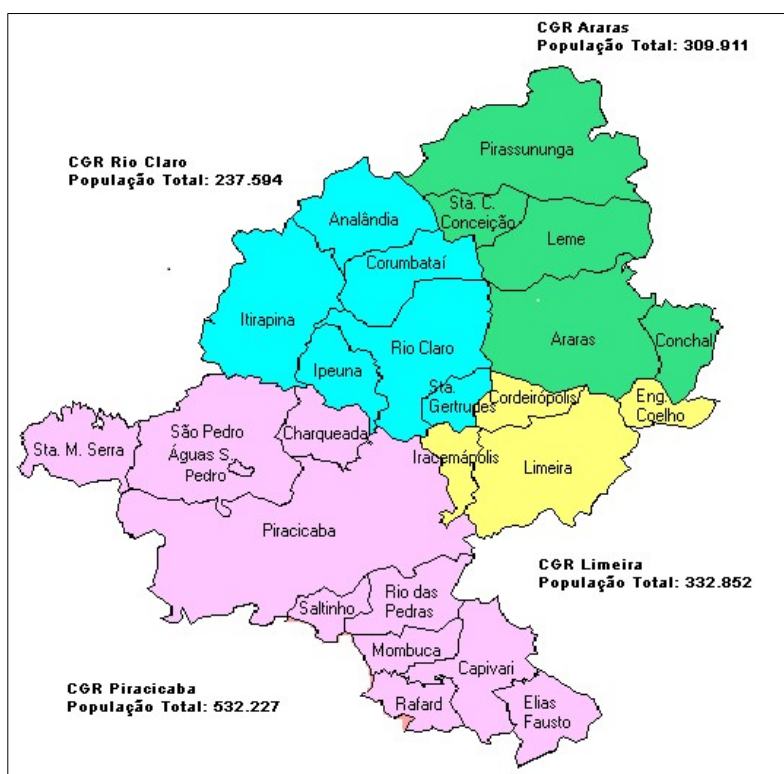 CGR Araras
População Total: 309.911
Pirassununga
CGR Rio Claro
População Total: 237.594
Sta. C.
Conceição
Analândia
Leme
Corumbataí
Itirapina
Araras
Conchal
Rio Claro
Ipeuna
Sta.
Gertrudes
Cordeirópolis
Eng.
Coelho
São Pedro
Águas S.
Pedro
Charqueada
Sta. M. Serra
Iracemápolis
Limeira
Piracicaba
CGR Limeira
População Total: 332.852
Saltinho
Rio das
Pedras
Mombuca
Capivari
CGR Piracicaba
População Total: 532.227
Rafard
Elias
Fausto